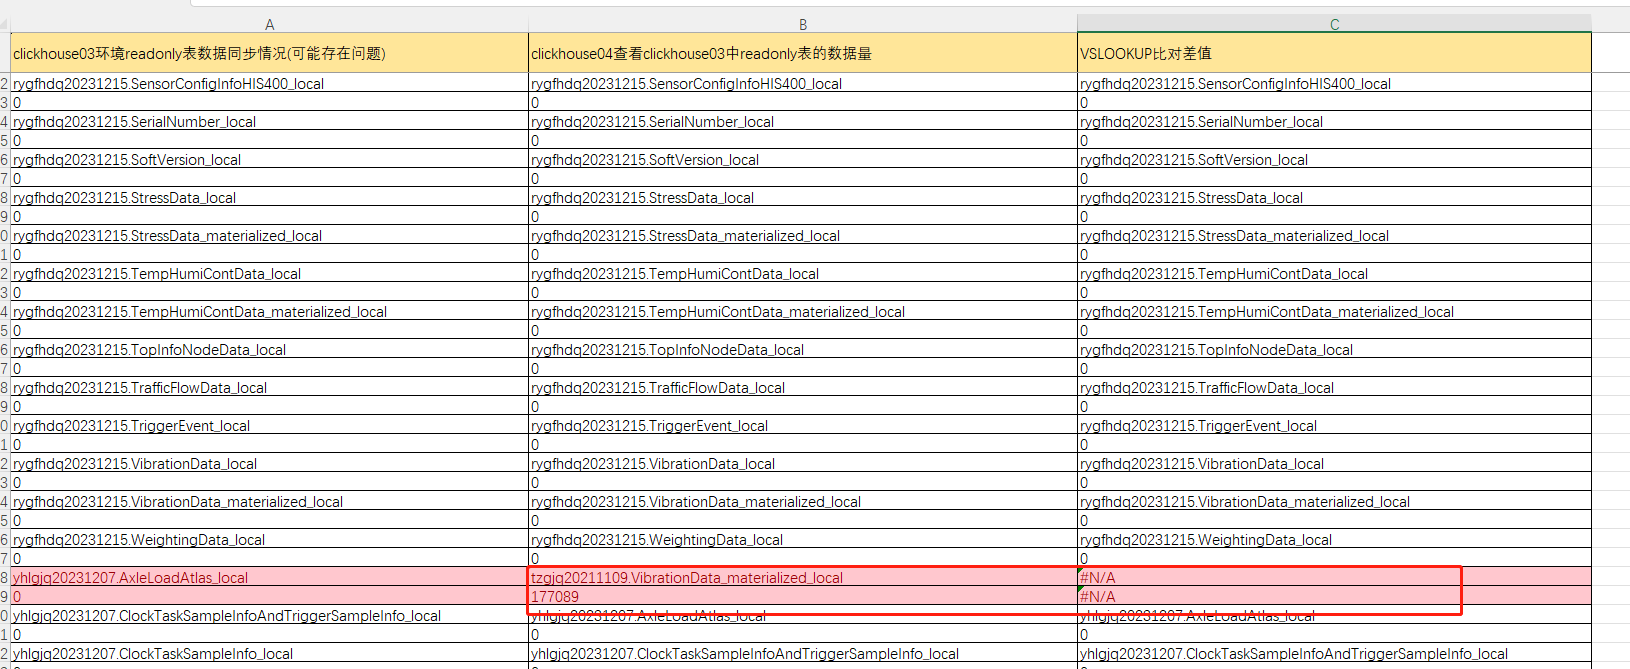 A B C
clickhouse03环境readonly表数据同步情况(可能存在问题) clickhouse04查看clickhouse03中readonly表的数据量 VSLOOKUP比对差值
2 rygfhdq20231215.SensorConfigInfoHIS400_local rygfhdq20231215.SensorConfigInfoHIS400_local rygfhdq20231215.SensorConfigInfoHIS400_local
3 0 0 0
4 rygfhdq20231215.SerialNumber_local rygfhdq20231215.SerialNumber_local rygfhdq20231215.SerialNumber_local
5 0 0 0
6 rygfhdq20231215.SoftVersion_local rygfhdq20231215.SoftVersion_local rygfhdq20231215.SoftVersion_local
7 0 0 0
8 rygfhdq20231215.StressData_local rygfhdq20231215.StressData_local rygfhdq20231215.StressData_local
9 0 0 0
0 rygfhdq20231215.StressData_materialized_local rygfhdq20231215.StressData_materialized_local rygfhdq20231215.StressData_materialized_local
1 0 0 0
2 rygfhdq20231215.TempHumiContData_local rygfhdq20231215.TempHumiContData_local rygfhdq20231215.TempHumiContData_local
3 0 0 0
4 rygfhdq20231215.TempHumiContData_materialized_local rygfhdq20231215.TempHumiContData_materialized_local rygfhdq20231215.TempHumiContData_materialized_local
5 0 0 0
6 rygfhdq20231215.TopInfoNodeData_local rygfhdq20231215.TopInfoNodeData_local rygfhdq20231215.TopInfoNodeData_local
7 0 0 0
8 rygfhdq20231215.TrafficFlowData_local rygfhdq20231215.TrafficFlowData_local rygfhdq20231215.TrafficFlowData_local
9 0 0 0
0 rygfhdq20231215.TriggerEvent_local rygfhdq20231215.TriggerEvent_local rygfhdq20231215.TriggerEvent_local
1 0 0 0
2 rygfhdq20231215.VibrationData_local rygfhdq20231215.VibrationData_local rygfhdq20231215.VibrationData_local
3 0 0 0
4 rygfhdq20231215.VibrationData_materialized_local rygfhdq20231215.VibrationData_materialized_local rygfhdq20231215.VibrationData_materialized_local
5 0 0 0
6 rygfhdq20231215.WeightingData_local rygfhdq20231215.WeightingData_local rygfhdq20231215.WeightingData_local
7 0 0 0
8 yhlgjq20231207.AxleLoadAtlas_local tzgjq20211109.VibrationData_materialized_local #N/A
9 0 177089 #N/A
0 yhlgjq20231207.ClockTaskSampleInfoAndTriggerSampleInfo_local yhlgjq20231207.AxleLoadAtlas_local yhlgjq20231207.AxleLoadAtlas_local
1 0 0 0
2 yhlgjq20231207.ClockTaskSampleInfo_local yhlgjq20231207.ClockTaskSampleInfoAndTriggerSampleInfo_local yhlgjq20231207.ClockTaskSampleInfoAndTriggerSampleInfo_local